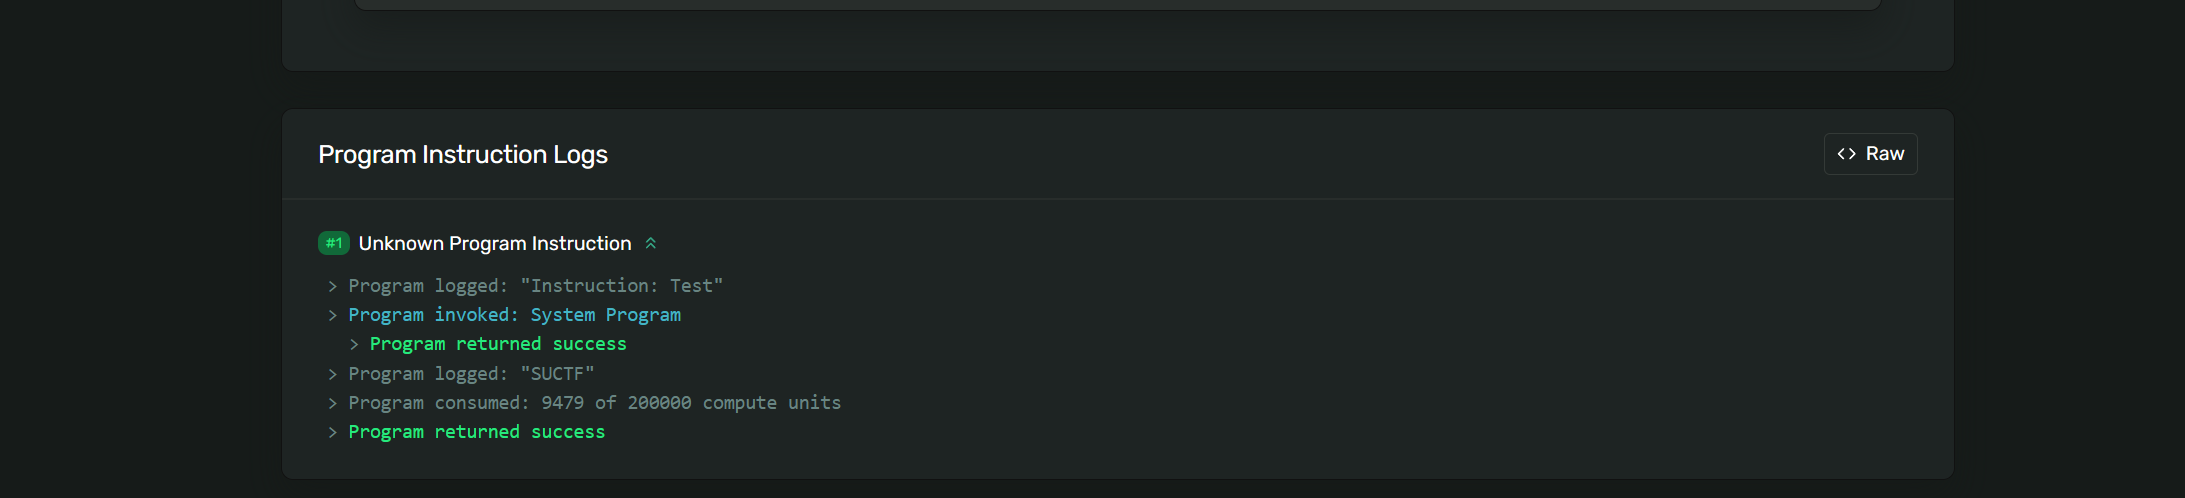 Program Instruction Logs
<> Raw
#1 Unknown Program Instruction
> Program logged: "Instruction: Test"
> Program invoked: System Program
> Program returned success
> Program logged: "SUCTF"
> Program consumed: 9479 of 200000 compute units
> Program returned success